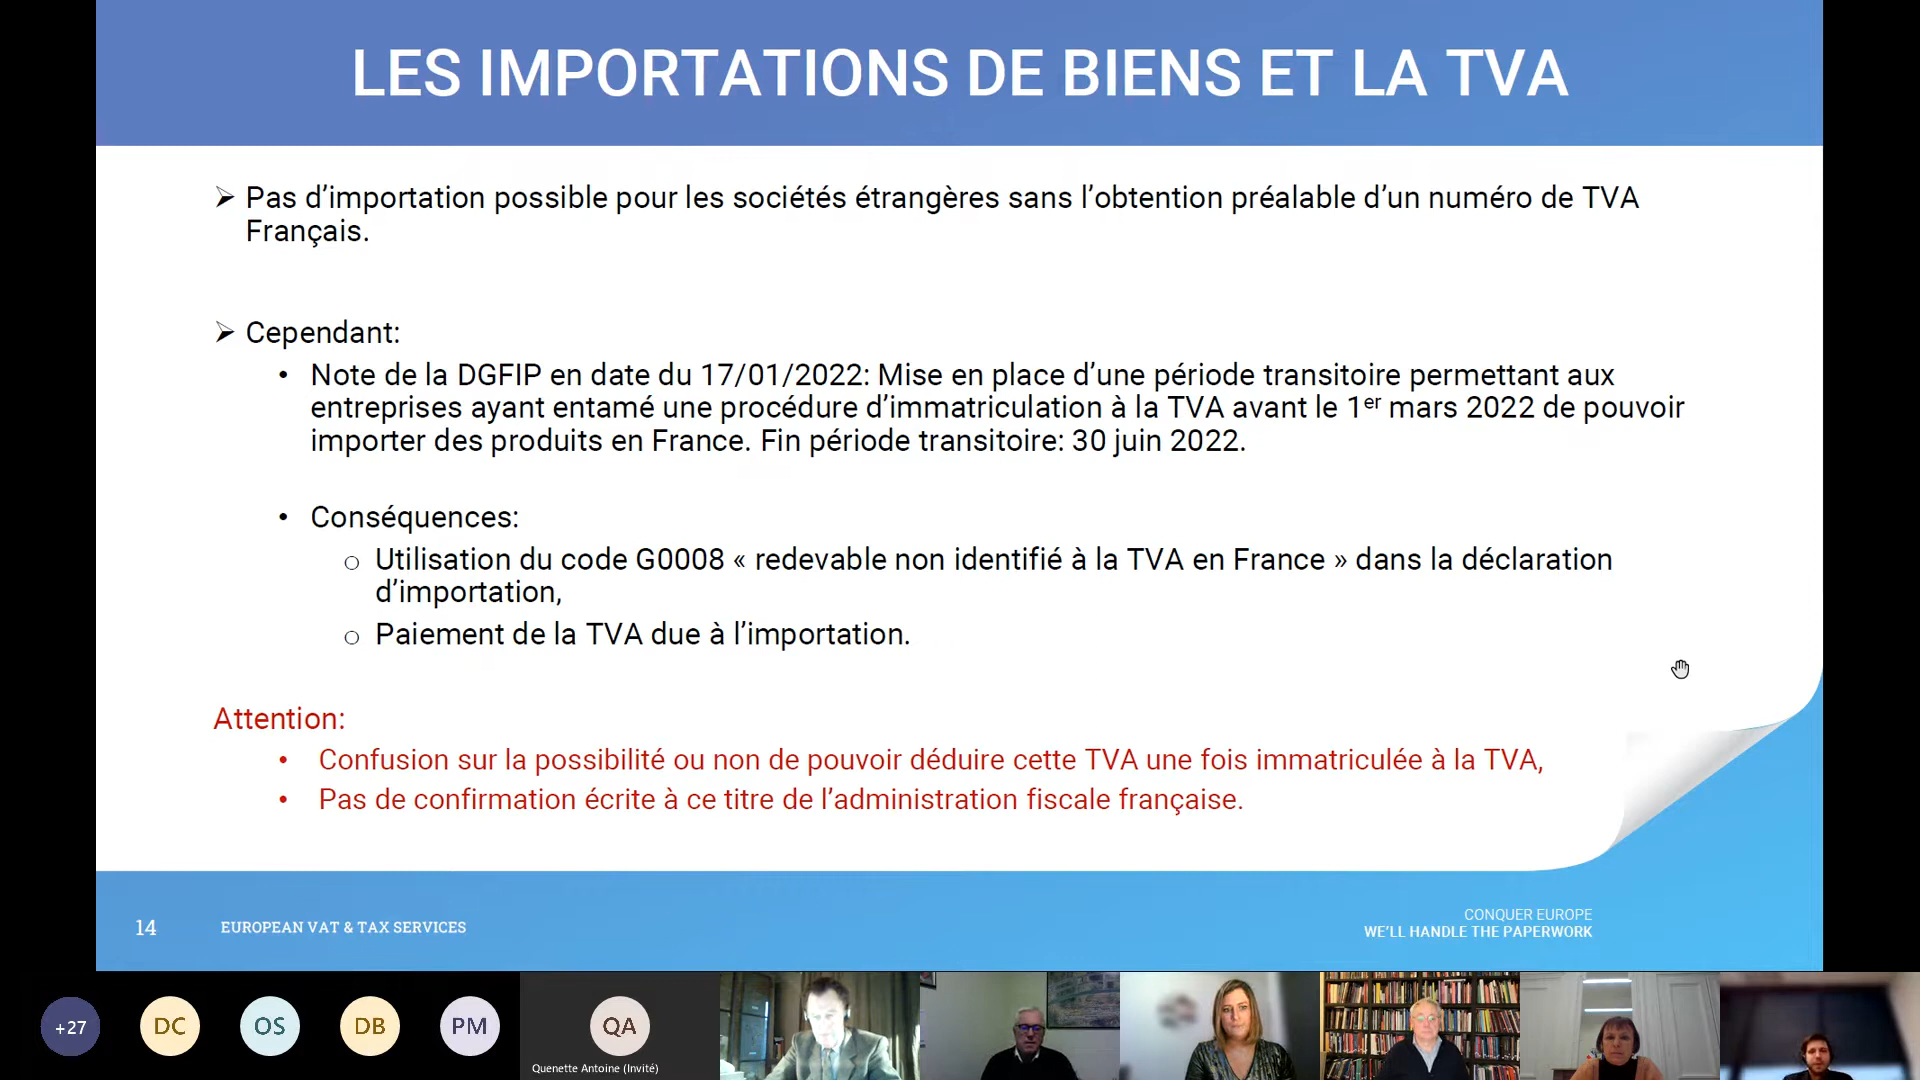 LES IMPORTATIONS DE BIENS ET LA TVA
➢ Pas d’importation possible pour les sociétés étrangères sans l’obtention préalable d’un numéro de TVA
Français.
➢ Cependant:
• Note de la DGFIP en date du 17/01/2022: Mise en place d’une période transitoire permettant aux
entreprises ayant entamé une procédure d’immatriculation à la TVA avant le 1er mars 2022 de pouvoir
importer des produits en France. Fin période transitoire: 30 juin 2022.
• Conséquences:
o Utilisation du code G0008 « redevable non identifié à la TVA en France » dans la déclaration
d’importation,
o Paiement de la TVA due à l’importation.
Attention:
• Confusion sur la possibilité ou non de pouvoir déduire cette TVA une fois immatriculée à la TVA,
• Pas de confirmation écrite à ce titre de l’administration fiscale française.
14
EUROPEAN VAT & TAX SERVICES
CONQUER EUROPE
WE’LL HANDLE THE PAPERWORK
+27
DC
OS
DB
PM
QA
Quenette Antoine (Invité)